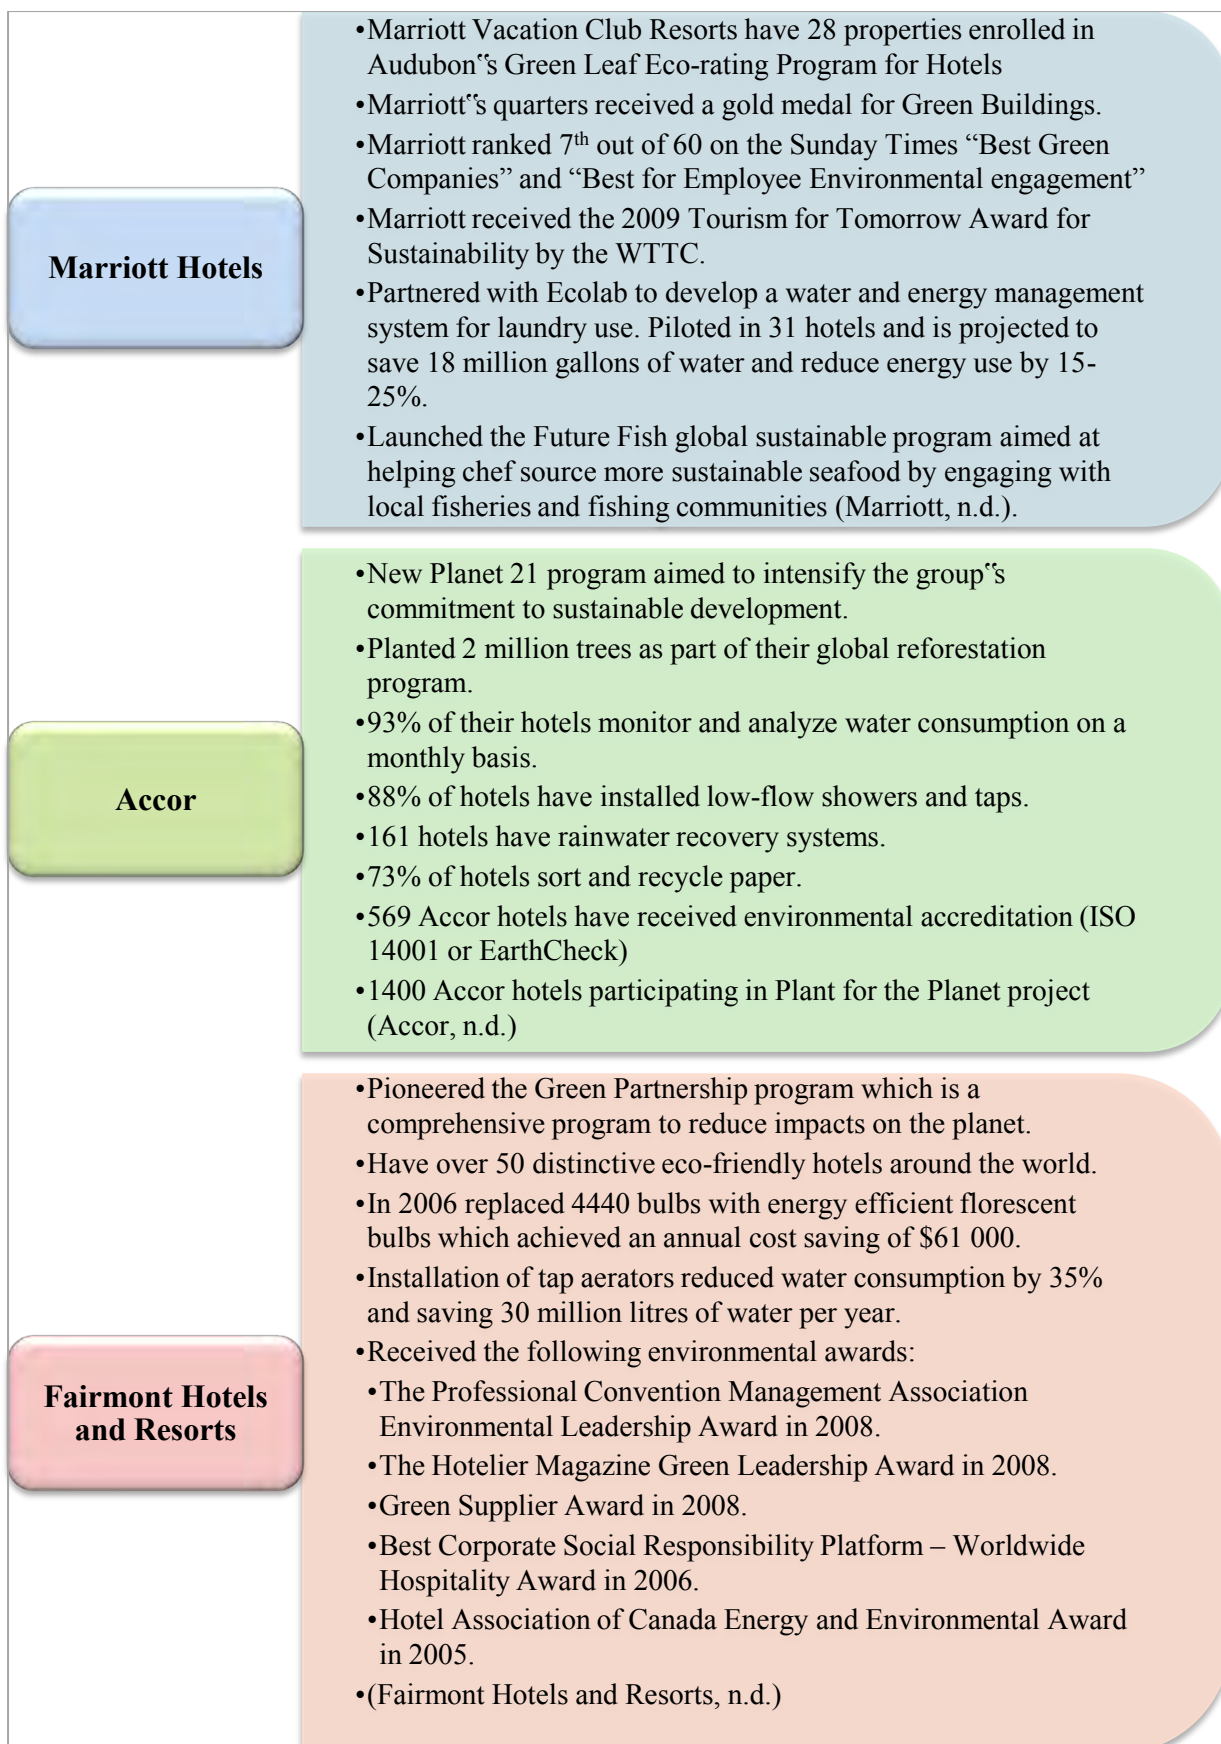 Marriott Hotels
•Marriott Vacation Club Resorts have 28 properties enrolled in
Audubon‟s Green Leaf Eco-rating Program for Hotels
•Marriott‟s quarters received a gold medal for Green Buildings.
•Marriott ranked 7th out of 60 on the Sunday Times “Best Green
Companies” and “Best for Employee Environmental engagement”
•Marriott received the 2009 Tourism for Tomorrow Award for
Sustainability by the WTTC.
•Partnered with Ecolab to develop a water and energy management
system for laundry use. Piloted in 31 hotels and is projected to
save 18 million gallons of water and reduce energy use by 15-
25%.
•Launched the Future Fish global sustainable program aimed at
helping chef source more sustainable seafood by engaging with
local fisheries and fishing communities (Marriott, n.d.).
Accor
•New Planet 21 program aimed to intensify the group‟s
commitment to sustainable development.
•Planted 2 million trees as part of their global reforestation
program.
•93% of their hotels monitor and analyze water consumption on a
monthly basis.
•88% of hotels have installed low-flow showers and taps.
•161 hotels have rainwater recovery systems.
•73% of hotels sort and recycle paper.
•569 Accor hotels have received environmental accreditation (ISO
14001 or EarthCheck)
•1400 Accor hotels participating in Plant for the Planet project
(Accor, n.d.)
Fairmont Hotels
and Resorts
•Pioneered the Green Partnership program which is a
comprehensive program to reduce impacts on the planet.
•Have over 50 distinctive eco-friendly hotels around the world.
•In 2006 replaced 4440 bulbs with energy efficient florescent
bulbs which achieved an annual cost saving of $61 000.
•Installation of tap aerators reduced water consumption by 35%
and saving 30 million litres of water per year.
•Received the following environmental awards:
•The Professional Convention Management Association
Environmental Leadership Award in 2008.
•The Hotelier Magazine Green Leadership Award in 2008.
•Green Supplier Award in 2008.
•Best Corporate Social Responsibility Platform – Worldwide
Hospitality Award in 2006.
•Hotel Association of Canada Energy and Environmental Award
in 2005.
•(Fairmont Hotels and Resorts, n.d.)